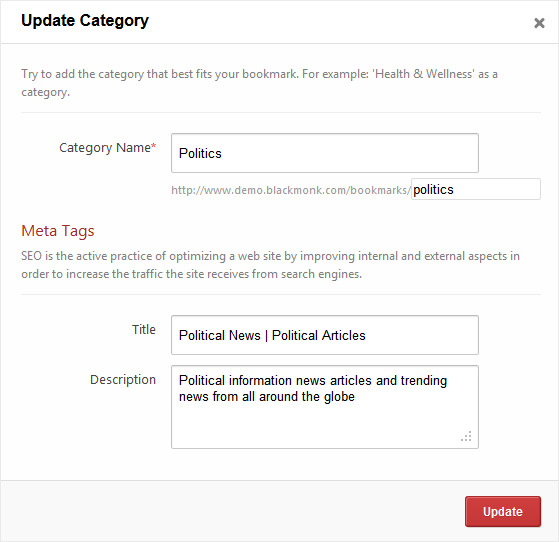 Update Category
Try to add the category that best fits your bookmark. For example: 'Health & Wellness' as a
category.
Category Name*
Politics
http://www.demo.blackmonk.com/bookmarks/politics
Meta Tags
SEO is the active practice of optimizing a web site by improving internal and external aspects in
order to increase the traffic the site receives from search engines.
Title
Political News | Political Articles
Description
Political information news articles and trending
news from all around the globe
Update